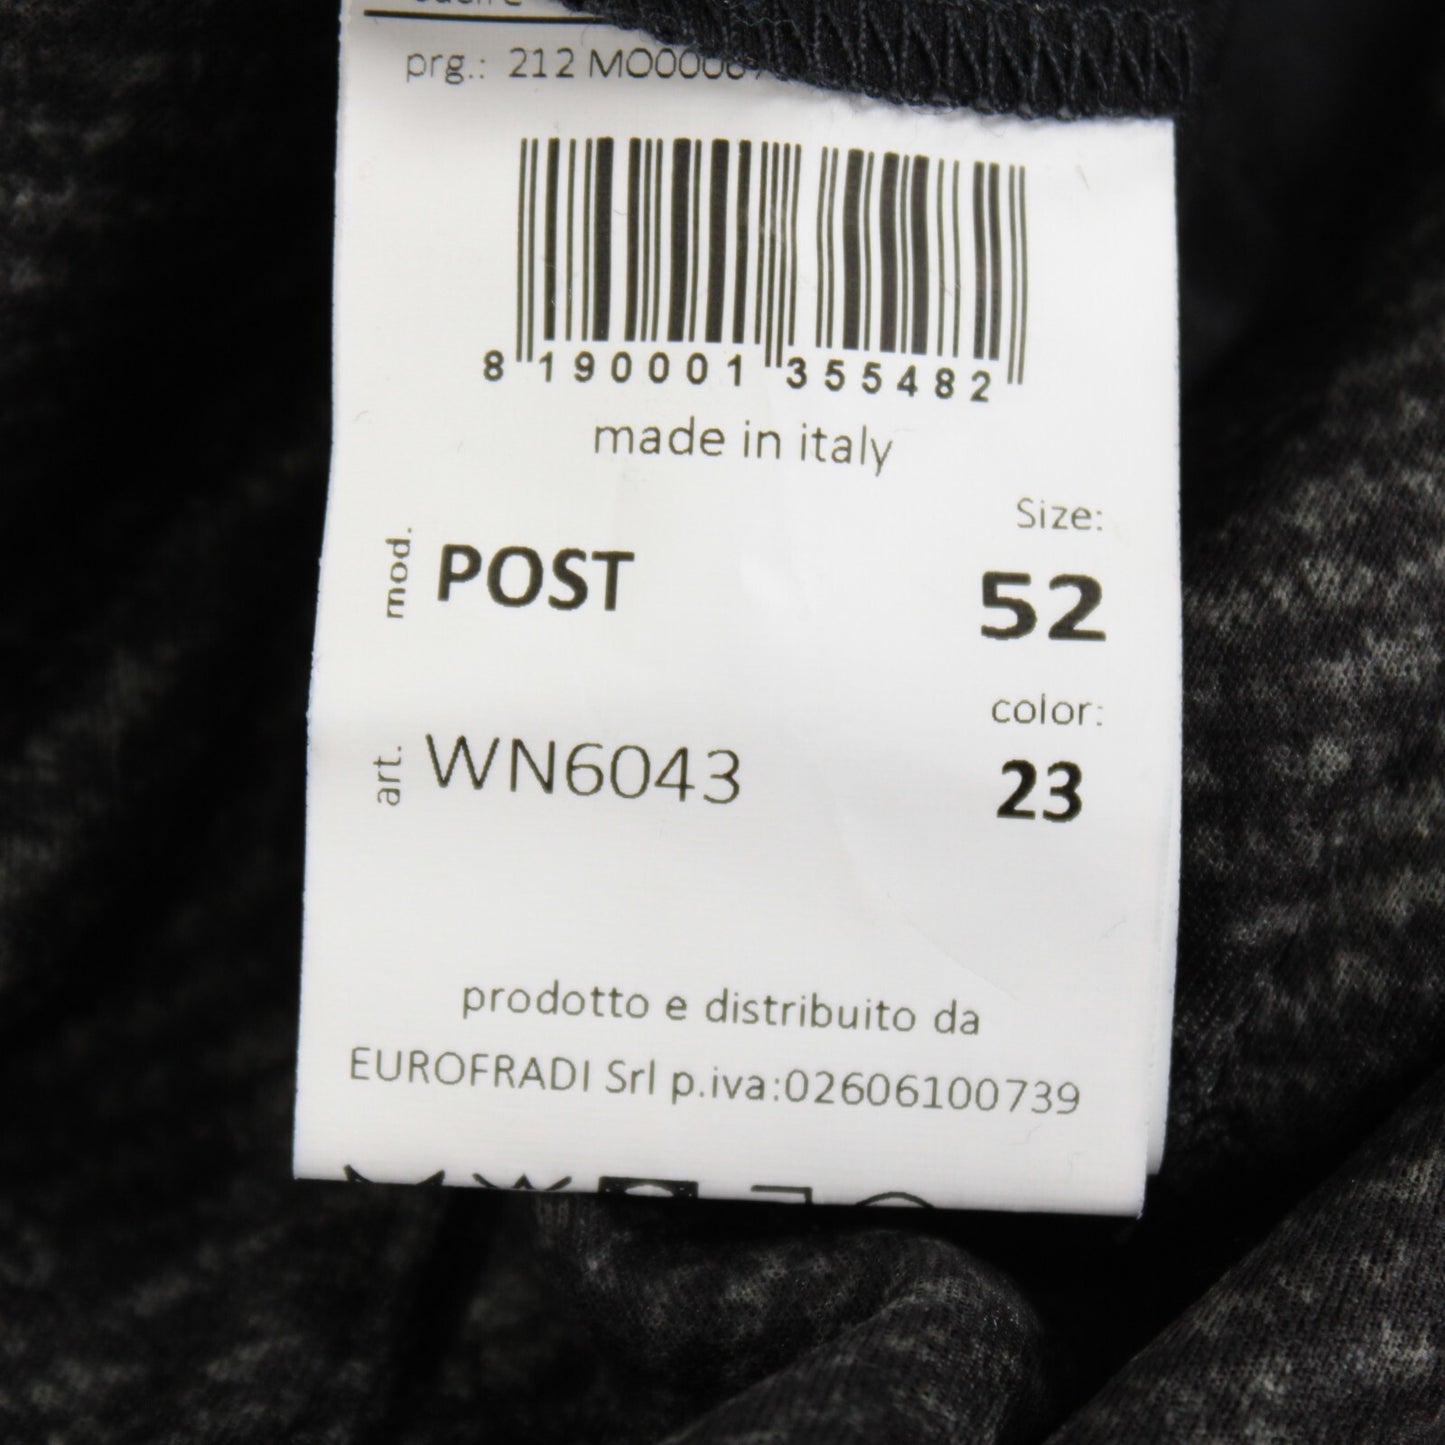 prg.: 212
8 190001 355482
made in italy
Size:
mod. POST 52
color:
art. WN6043 23
prodotto e distribuito da
EUROFRADI Srl p.iva:02606100739